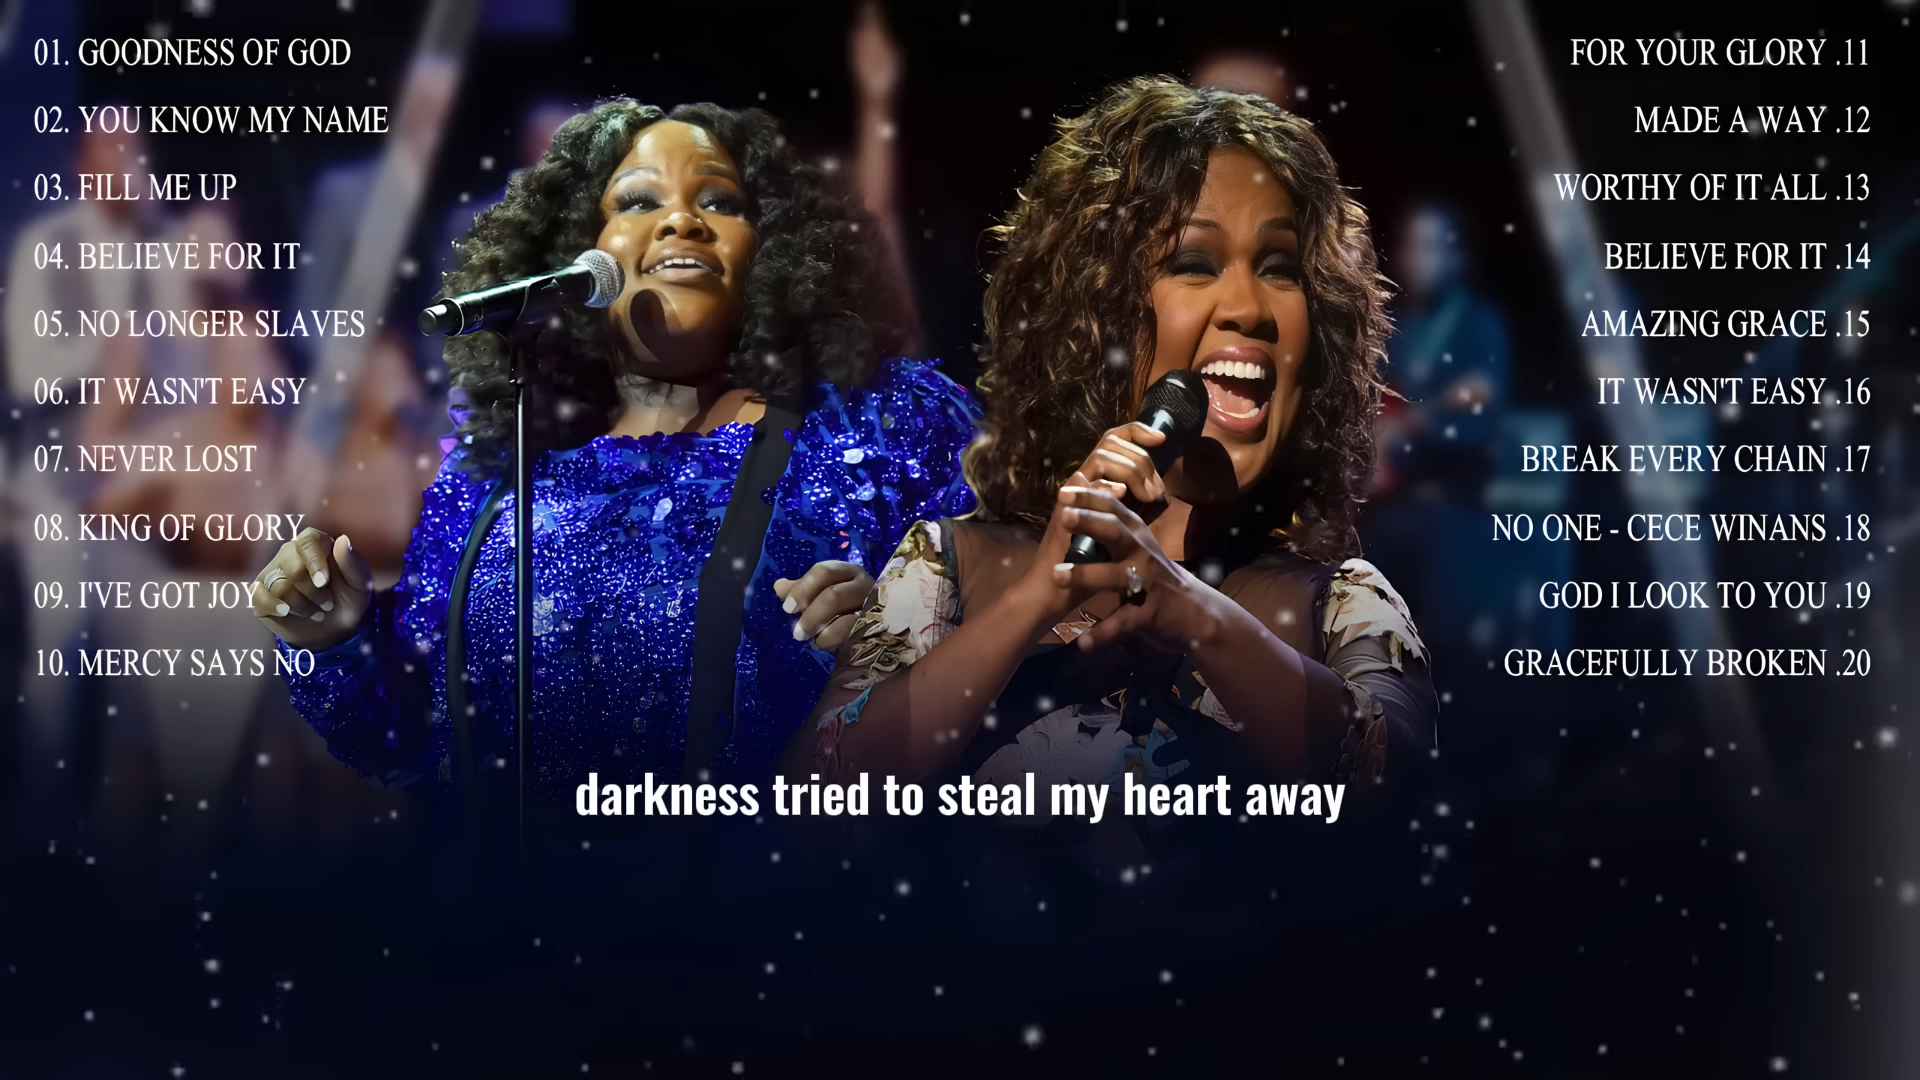 01. GOODNESS OF GOD
02. YOU KNOW MY NAME
03. FILL ME UP
04. BELIEVE FOR IT
05. NO LONGER SLAVES
06. IT WASN'T EASY
07. NEVER LOST
08. KING OF GLORY
09. I'VE GOT JOY
10. MERCY SAYS NO
FOR YOUR GLORY .11
MADE A WAY .12
WORTHY OF IT ALL .13
BELIEVE FOR IT .14
AMAZING GRACE .15
IT WASN'T EASY .16
BREAK EVERY CHAIN .17
NO ONE - CECE WINANS .18
GOD I LOOK TO YOU .19
GRACEFULLY BROKEN .20
darkness tried to steal my heart away